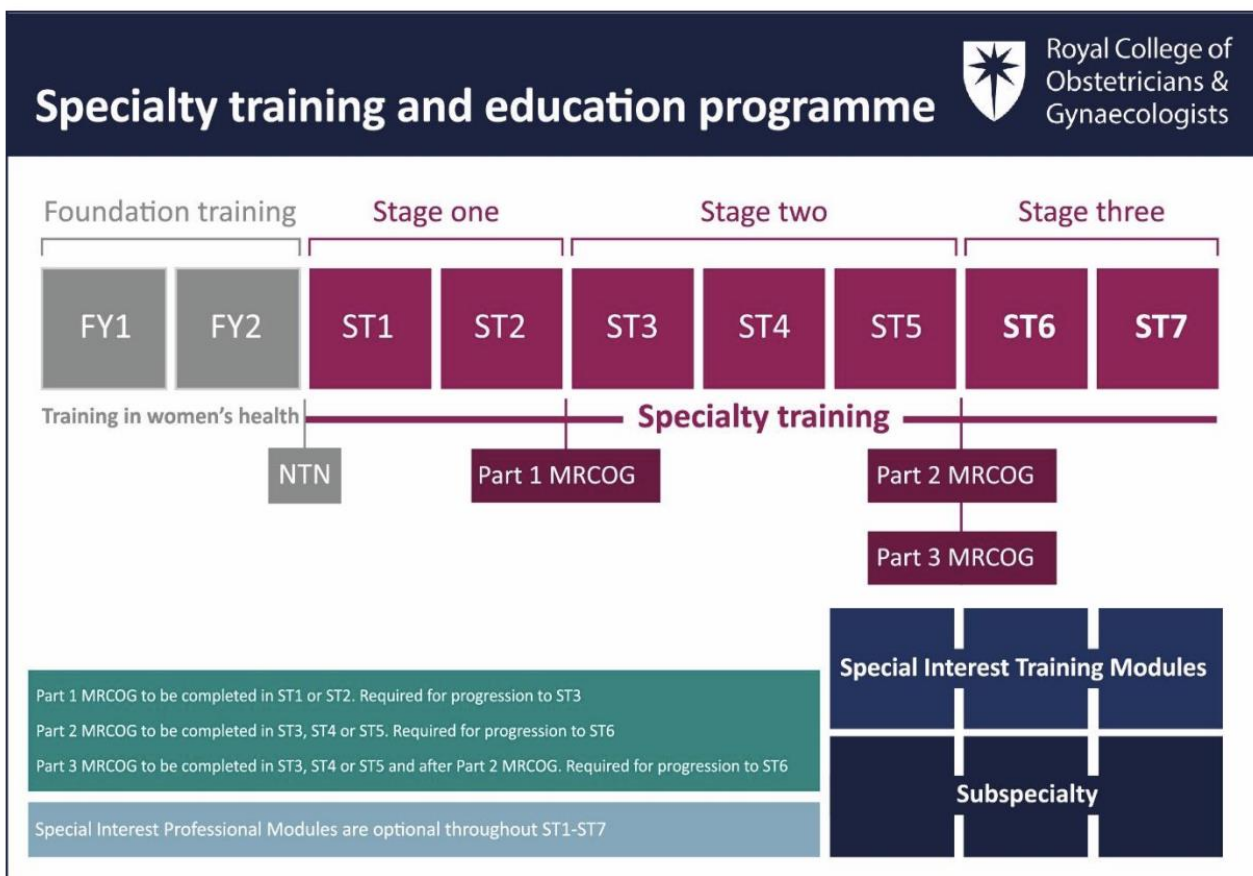 Specialty training and education programme
Royal College of
Obstetricians &
Gynaecologists
Foundation training
Stage one
Stage two
Stage three
FY1
FY2
ST1
ST2
ST3
ST4
ST5
ST6
ST7
Training in women's health
Specialty training
NTN
Part 1 MRCOG
Part 2 MRCOG
Part 3 MRCOG
Part 1 MRCOG to be completed in ST1 or ST2. Required for progression to ST3
Part 2 MRCOG to be completed in ST3, ST4 or ST5. Required for progression to ST6
Part 3 MRCOG to be completed in ST3, ST4 or ST5 and after Part 2 MRCOG. Required for progression to ST6
Special Interest Professional Modules are optional throughout ST1-ST7
Special Interest Training Modules
Subspecialty